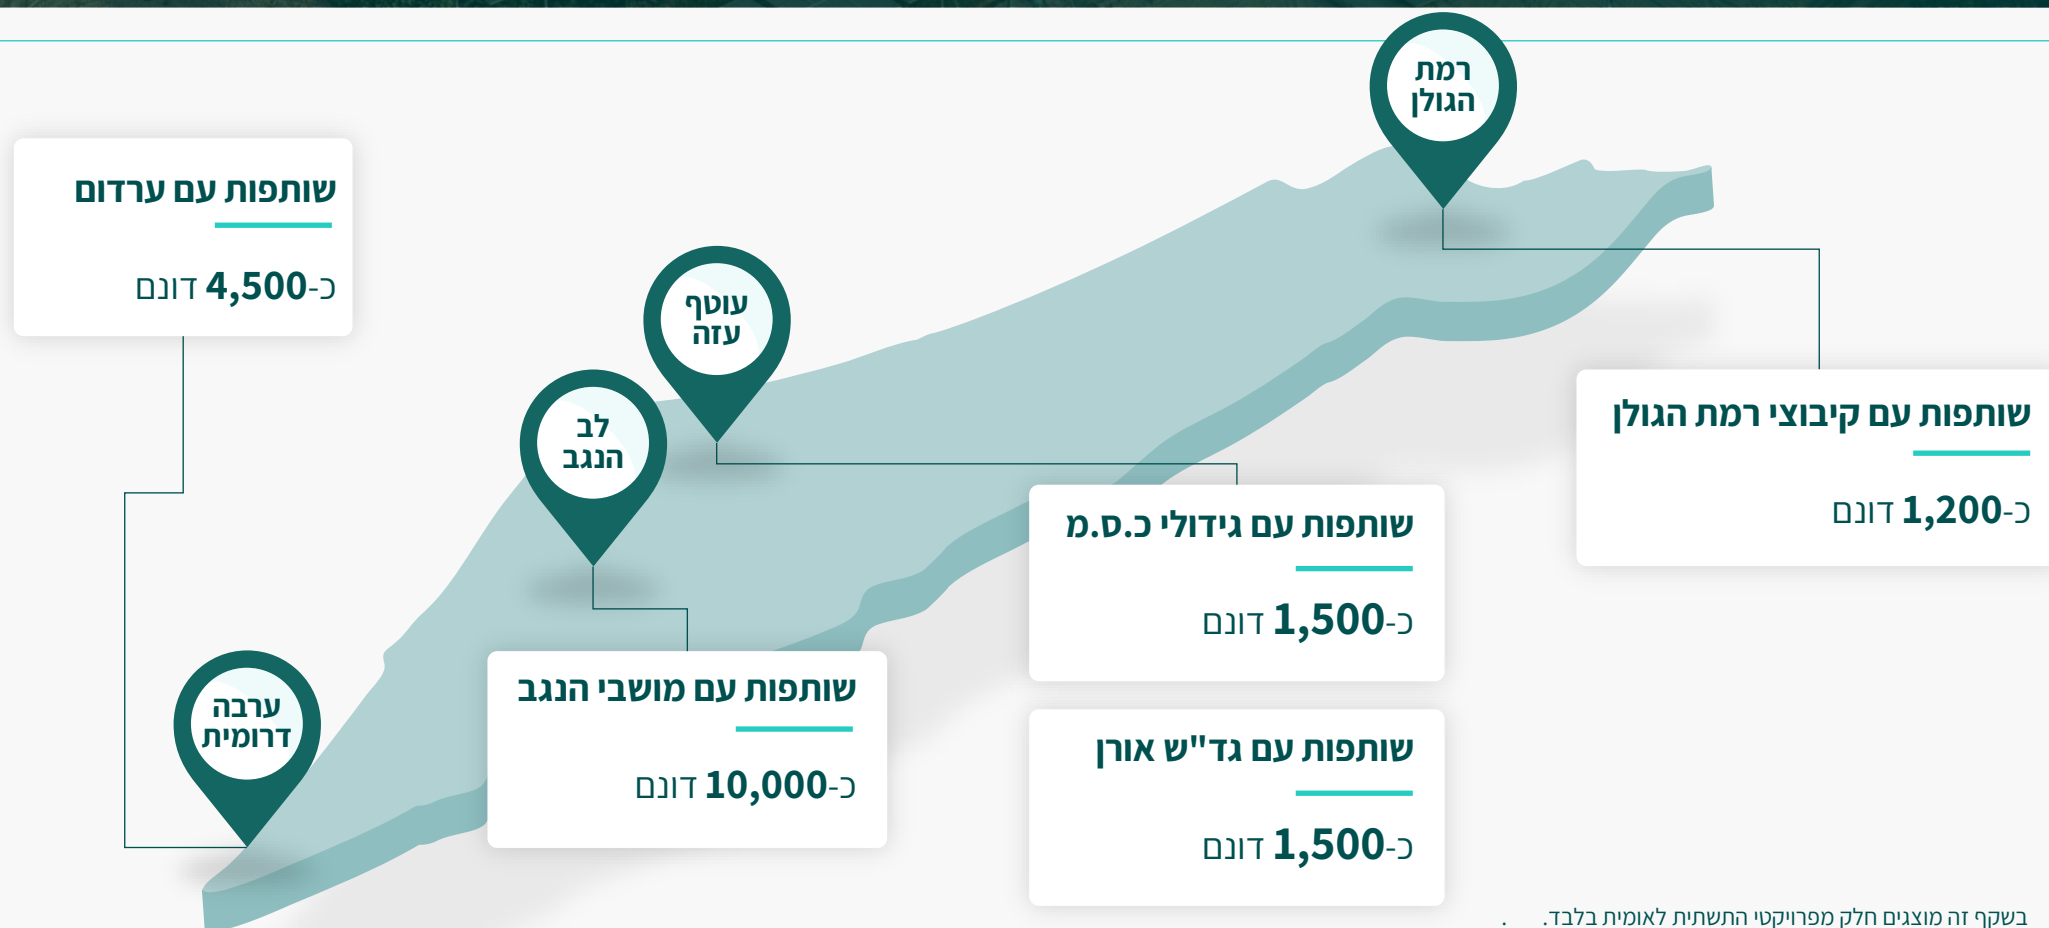 רמת
הגולן
שותפות עם קיבוצי רמת הגולן
כ-1,200 דונם
עוטף
עזה
שותפות עם גידולי כ.ס.מ
כ-1,500 דונם
שותפות עם גד"ש אורן
כ-1,500 דונם
לב
הנגב
שותפות עם מושבי הנגב
כ-10,000 דונם
ערבה
דרומית
שותפות עם ערדום
כ-4,500 דונם
בשקף זה מוצגים חלק מפרויקטי התשתית לאומית בלבד. .